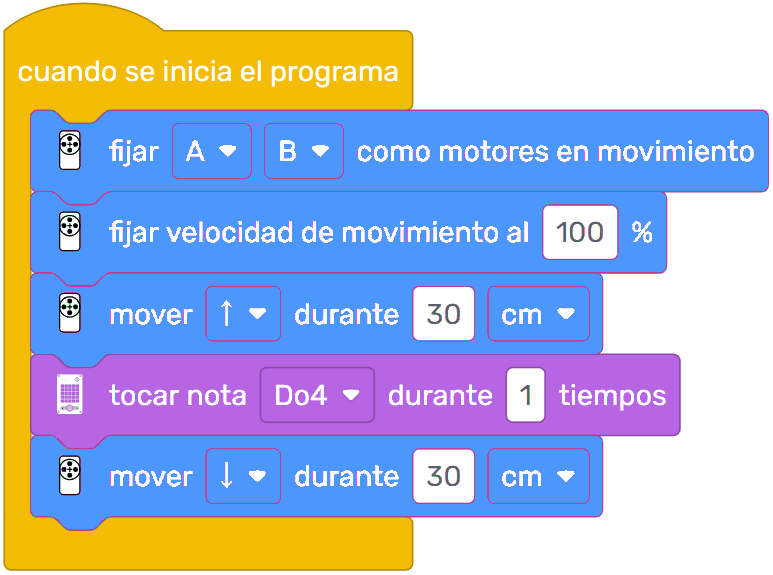 cuando se inicia el programa
fijar A B como motores en movimiento
fijar velocidad de movimiento al 100 %
mover ↑ durante 30 cm
tocar nota Do4 durante 1 tiempos
mover ↓ durante 30 cm